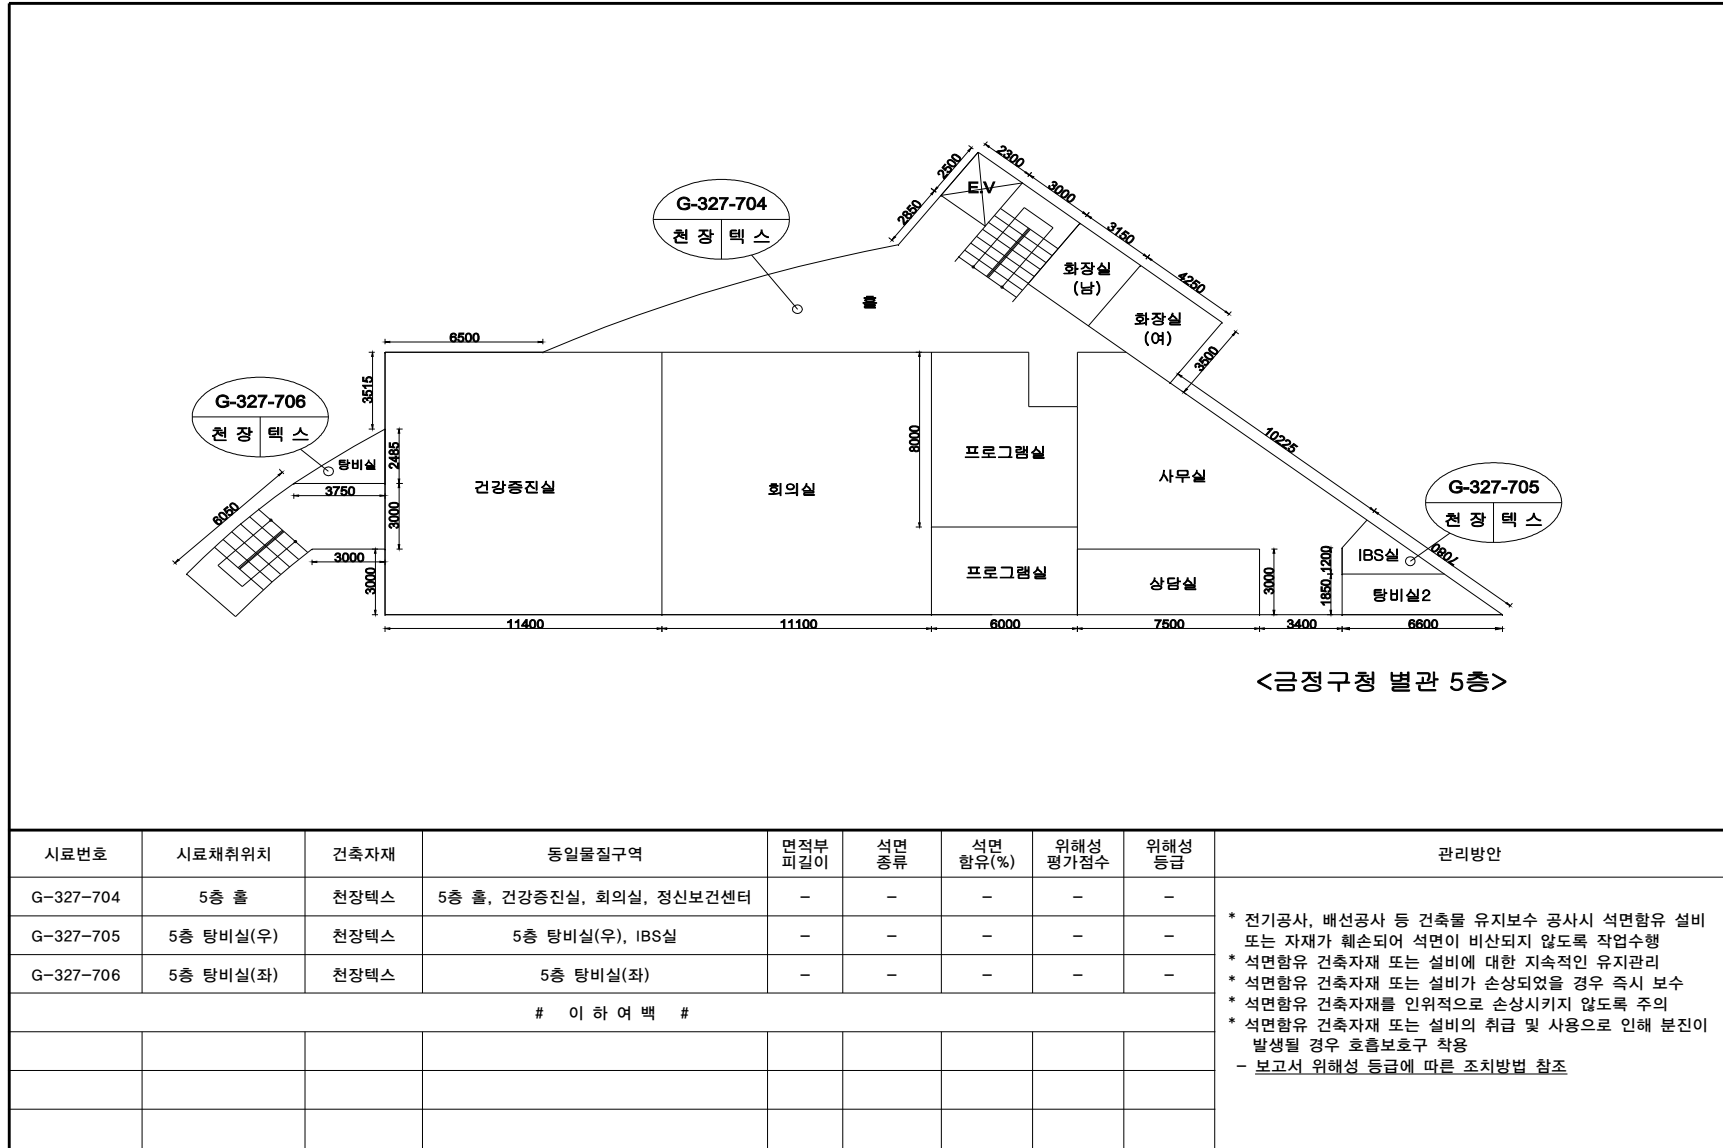 2500
2300
3000
E.V
2850
G-327-704
천 장 텍 스
3150
화장실
(남)
4250
홀
화장실
(여)
6500
3500
3515
G-327-706
천 장 텍 스
탕비실
2485
3750
6050
3000
3000
3000
건강증진실
회의실
8000
프로그램실
사무실
10225
G-327-705
천 장 텍 스
IBS실
7080
1200
1850
탕비실2
프로그램실
상담실
3000
11400
11100
6000
7500
3400
6600
<금정구청 별관 5층>
시료번호 시료채취위치 건축자재 동일물질구역 면적부피길이 석면종류 석면함유(%) 위해성평가점수 위해성등급 관리방안
G-327-704 5층 홀 천장텍스 5층 홀, 건강증진실, 회의실, 정신보건센터 - - - - -
G-327-705 5층 탕비실(우) 천장텍스 5층 탕비실(우), IBS실 - - - - -
G-327-706 5층 탕비실(좌) 천장텍스 5층 탕비실(좌) - - - - -
# 이 하 여 백 #
* 전기공사, 배선공사 등 건축물 유지보수 공사시 석면함유 설비
또는 자재가 훼손되어 석면이 비산되지 않도록 작업수행
* 석면함유 건축자재 또는 설비에 대한 지속적인 유지관리
* 석면함유 건축자재 또는 설비가 손상되었을 경우 즉시 보수
* 석면함유 건축자재를 인위적으로 손상시키지 않도록 주의
* 석면함유 건축자재 또는 설비의 취급 및 사용으로 인해 분진이
발생될 경우 호흡보호구 착용
- 보고서 위해성 등급에 따른 조치방법 참조